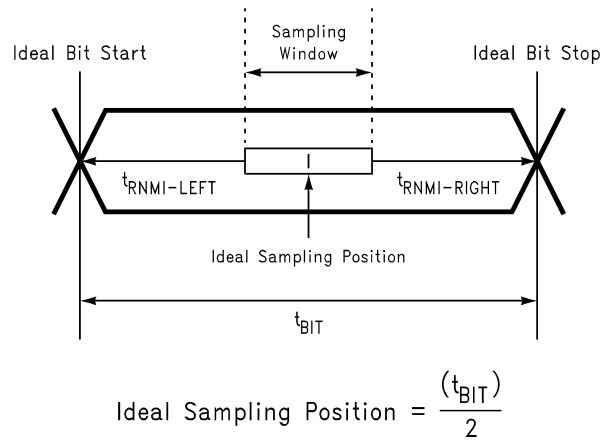 Sampling
Window
Ideal Bit Start
Ideal Bit Stop
tRNMI-LEFT
tRNMI-RIGHT
Ideal Sampling Position
tBIT
Ideal Sampling Position = (tBIT)
2